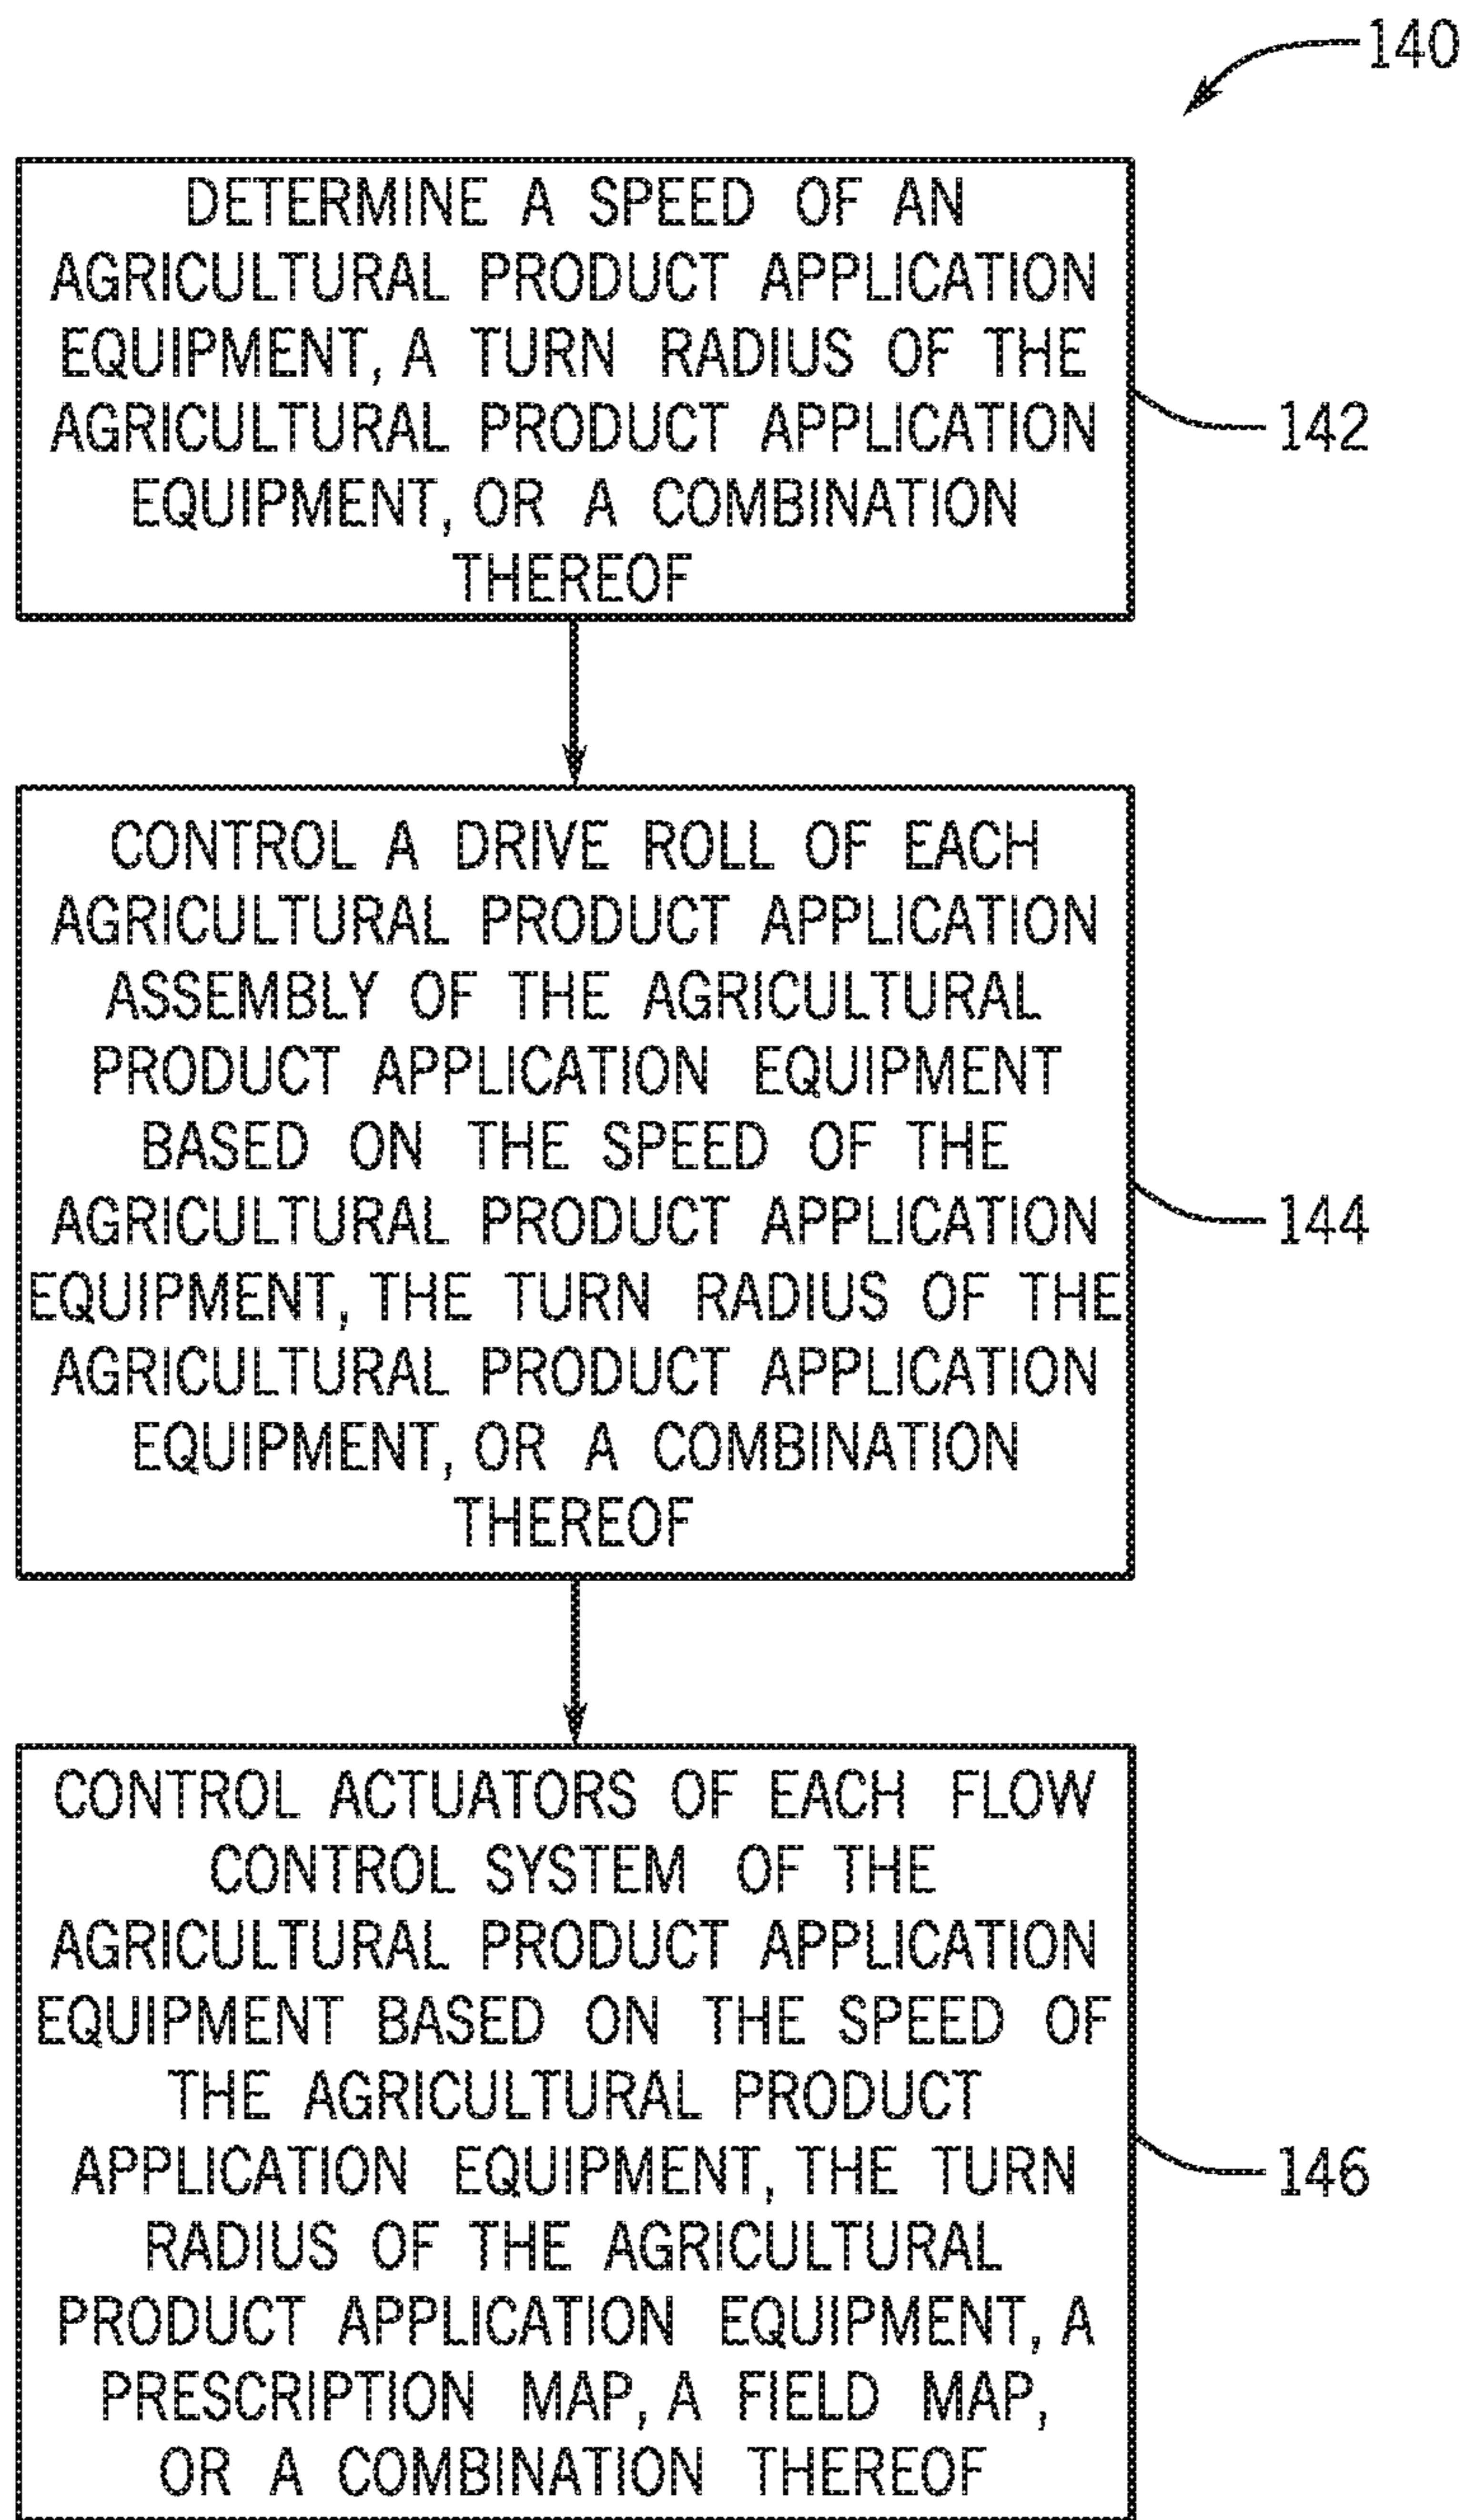 140
DETERMINE A SPEED OF AN
AGRICULTURAL PRODUCT APPLICATION
EQUIPMENT, A TURN RADIUS OF THE
AGRICULTURAL PRODUCT APPLICATION
EQUIPMENT, OR A COMBINATION
THEREOF
142
CONTROL A DRIVE ROLL OF EACH
AGRICULTURAL PRODUCT APPLICATION
ASSEMBLY OF THE AGRICULTURAL
PRODUCT APPLICATION EQUIPMENT
BASED ON THE SPEED OF THE
AGRICULTURAL PRODUCT APPLICATION
EQUIPMENT, THE TURN RADIUS OF THE
AGRICULTURAL PRODUCT APPLICATION
EQUIPMENT, OR A COMBINATION
THEREOF
144
CONTROL ACTUATORS OF EACH FLOW
CONTROL SYSTEM OF THE
AGRICULTURAL PRODUCT APPLICATION
EQUIPMENT BASED ON THE SPEED OF
THE AGRICULTURAL PRODUCT
APPLICATION EQUIPMENT, THE TURN
RADIUS OF THE AGRICULTURAL
PRODUCT APPLICATION EQUIPMENT, A
PRESCRIPTION MAP, A FIELD MAP,
OR A COMBINATION THEREOF
146